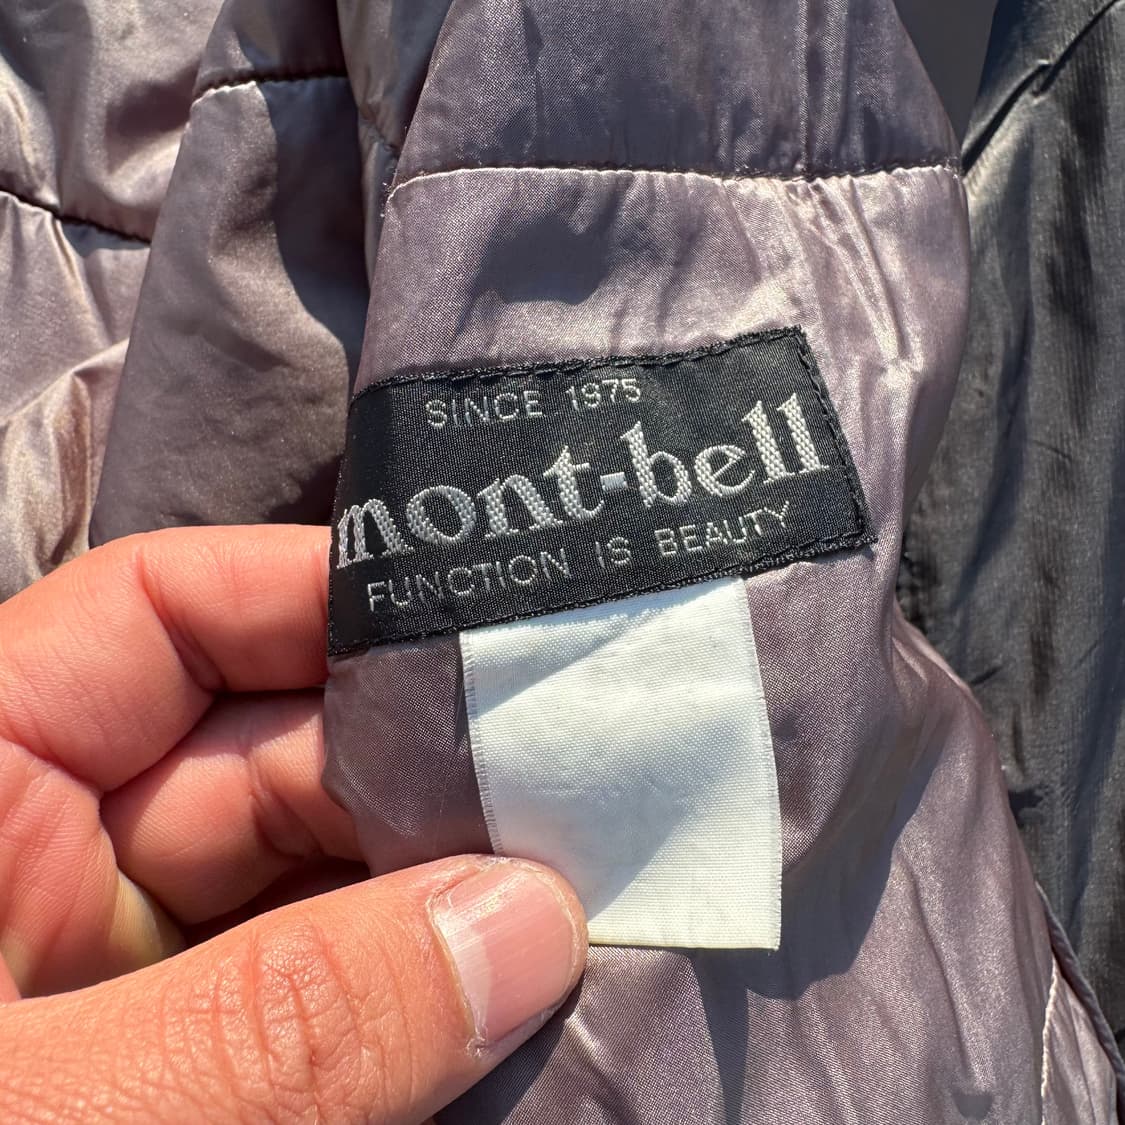 SINCE 1975
mont-bell
FUNCTION IS BEAUTY